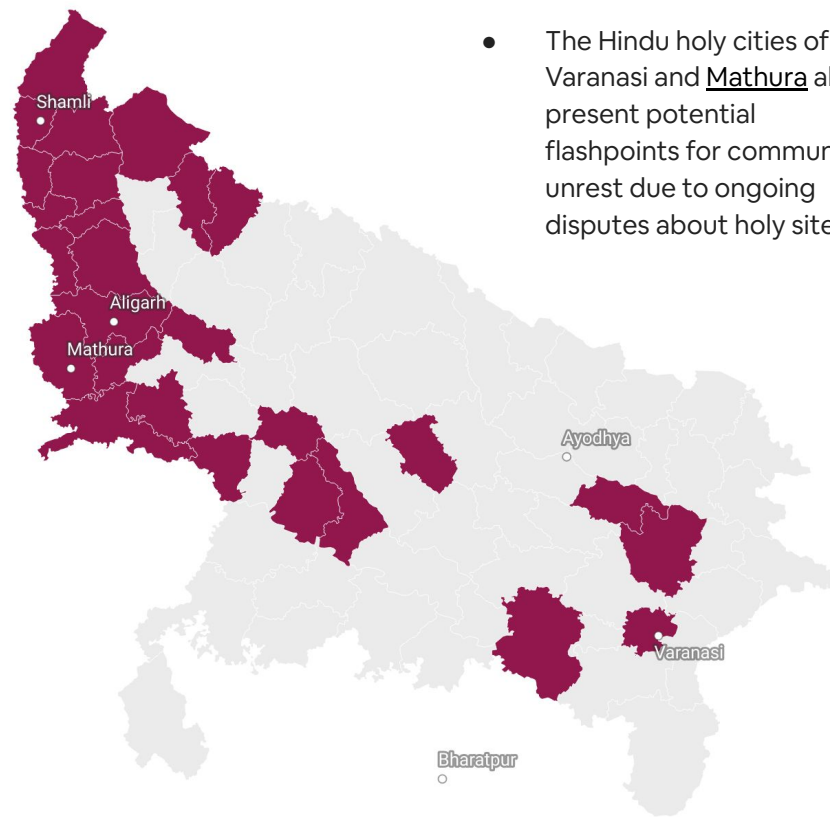 ● The Hindu holy cities of
Varanasi and Mathura
present potential
flashpoints for
unrest due to ongoing
disputes about holy
Shamli
Aligarh
Mathura
Ayodhya
Varanasi
Bharatpur